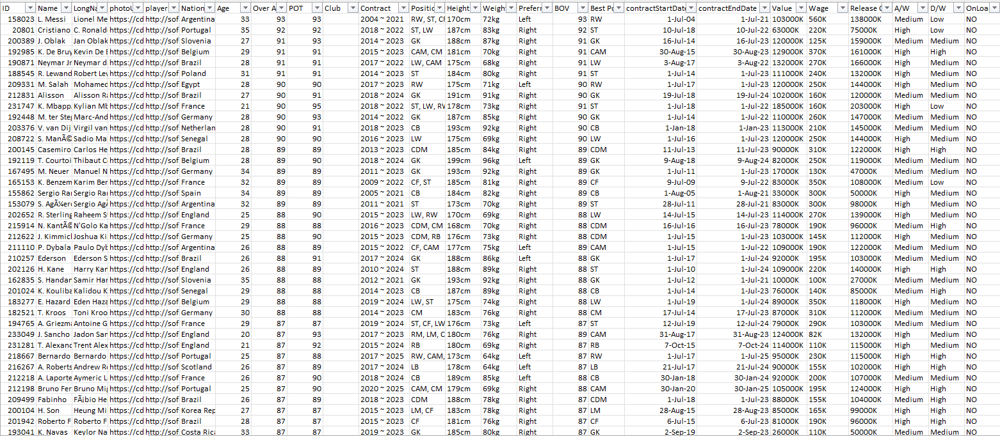 ID Name LongNa photoU player Nation Age Over A POT Club Contract Positio Height Weight Preferr BOV Best Po contractStartDate contractEndDate Value Wage Release C A/W D/W OnLoa
158023 L. Messi Lionel Me https://cd http://sof Argentina 33 93 93 2004 ~ 2021 RW, ST, CF 170cm 72kg Left 93 RW 1-Jul-04 1-Jul-21 103000K 560K 138000K Medium Low NO
20801 Cristiano C. Ronald https://cd http://sof Portugal 35 92 92 2018 ~ 2022 ST, LW 187cm 83kg Right 92 ST 10-Jul-18 10-Jul-22 63000K 220K 75000K High Low NO
200389 J. Oblak Jan Oblak https://cd http://sof Slovenia 27 91 93 2014 ~ 2023 GK 188cm 87kg Right 91 GK 16-Jul-14 16-Jul-23 120000K 125K 159000K Medium Medium NO
192985 K. De Bruy Kevin De B https://cd http://sof Belgium 29 91 91 2015 ~ 2023 CAM, CM 181cm 70kg Right 91 CAM 30-Aug-15 30-Aug-23 129000K 370K 161000K High High NO
190871 Neymar Jr Neymar d https://cd http://sof Brazil 28 91 91 2017 ~ 2022 LW, CAM 175cm 68kg Right 91 LW 3-Aug-17 3-Aug-22 132000K 270K 166000K High Medium NO
188545 R. Lewand Robert Lev https://cd http://sof Poland 31 91 91 2014 ~ 2023 ST 184cm 80kg Right 91 ST 1-Jul-14 1-Jul-23 111000K 240K 132000K High Medium NO
209331 M. Salah Mohamed https://cd http://sof Egypt 28 90 90 2017 ~ 2023 RW 175cm 71kg Left 90 RW 1-Jul-17 1-Jul-23 120000K 250K 144000K High Medium NO
212831 Alisson Alisson Ra https://cd http://sof Brazil 27 90 91 2018 ~ 2024 GK 191cm 91kg Right 90 GK 19-Jul-18 19-Jul-24 102000K 160K 120000K Medium Medium NO
231747 K. Mbapp Kylian Mb https://cd http://sof France 21 90 95 2018 ~ 2022 ST, LW, RV 178cm 73kg Right 91 ST 1-Jul-18 1-Jul-22 185000K 160K 203000K High Low NO
192448 M. ter Ste Marc-And https://cd http://sof Germany 28 90 93 2014 ~ 2022 GK 187cm 85kg Right 90 GK 1-Jul-14 1-Jul-22 110000K 260K 147000K Medium Medium NO
203376 V. van Dij Virgil van https://cd http://sof Netherlan 28 90 91 2018 ~ 2023 CB 193cm 92kg Right 90 CB 1-Jan-18 1-Jan-23 113000K 210K 145000K Medium Medium NO
208722 S. ManÃ© Sadio Ma https://cd http://sof Senegal 28 90 90 2016 ~ 2023 LW 175cm 69kg Right 90 LW 1-Jul-16 1-Jul-23 120000K 250K 144000K High Medium NO
200145 Casemiro Carlos He https://cd http://sof Brazil 28 89 89 2013 ~ 2023 CDM 185cm 84kg Right 89 CDM 11-Jul-13 11-Jul-23 90000K 310K 122000K High High NO
192119 T. Courtoi Thibaut C https://cd http://sof Belgium 28 89 90 2018 ~ 2024 GK 199cm 96kg Left 89 GK 9-Aug-18 9-Aug-24 82000K 250K 119000K Medium Medium NO
167495 M. Neuer Manuel N https://cd http://sof Germany 34 89 89 2011 ~ 2023 GK 193cm 92kg Right 89 GK 1-Jul-11 1-Jul-23 17000K 130K 47000K Medium Medium NO
165153 K. Benzem Karim Ber https://cd http://sof France 32 89 89 2009 ~ 2022 CF, ST 185cm 81kg Right 89 CF 9-Jul-09 9-Jul-22 83000K 350K 108000K Medium Low NO
155862 Sergio Rar Sergio Rar https://cd http://sof Spain 34 89 89 2005 ~ 2021 CB 184cm 82kg Right 89 CB 1-Aug-05 1-Aug-21 33000K 300K 50000K High Medium NO
153079 S. AgÃ¼erc Sergio AgÃ https://cd http://sof Argentina 32 89 89 2011 ~ 2021 ST 173cm 70kg Right 89 ST 28-Jul-11 28-Jul-21 83000K 300K 98000K High Medium NO
202652 R. Sterling Raheem S https://cd http://sof England 25 88 90 2015 ~ 2023 LW, RW 170cm 69kg Right 88 LW 14-Jul-15 14-Jul-23 114000K 270K 139000K High Medium NO
215914 N. KantÃ© N'Golo Ka https://cd http://sof France 29 88 88 2016 ~ 2023 CDM, CM 168cm 70kg Right 88 CDM 16-Jul-16 16-Jul-23 78000K 190K 96000K Medium High NO
212622 J. Kimmicl Joshua Ki https://cd http://sof Germany 25 88 90 2015 ~ 2023 CDM, RB 176cm 73kg Right 88 CDM 1-Jul-15 1-Jul-23 103000K 145K 112000K High High NO
211110 P. Dybala Paulo Dyb https://cd http://sof Argentina 26 88 89 2015 ~ 2022 CF, CAM 177cm 75kg Left 89 CAM 1-Jul-15 1-Jul-22 109000K 190K 122000K Medium Medium NO
210257 Ederson Ederson S https://cd http://sof Brazil 26 88 91 2017 ~ 2024 GK 188cm 86kg Left 88 GK 1-Jul-17 1-Jul-24 92000K 195K 103000K Medium Medium NO
202126 H. Kane Harry Kan https://cd http://sof England 26 88 89 2010 ~ 2024 ST 188cm 89kg Right 88 ST 1-Jul-10 1-Jul-24 109000K 220K 140000K High High NO
162835 S. Handar Samir Har https://cd http://sof Slovenia 35 88 88 2012 ~ 2021 GK 193cm 92kg Right 88 GK 1-Jul-12 1-Jul-21 10000K 100K 27000K Medium Medium NO
201024 K. Kouliba Kalidou K https://cd http://sof Senegal 29 88 89 2014 ~ 2023 CB 187cm 89kg Right 88 CB 1-Jul-14 1-Jul-23 76000K 140K 85000K Medium High NO
183277 E. Hazard Eden Haza https://cd http://sof Belgium 29 88 88 2019 ~ 2024 LW, ST 175cm 74kg Right 88 LW 1-Jul-19 1-Jul-24 89000K 350K 118000K High Medium NO
182521 T. Kroos Toni Kroo https://cd http://sof Germany 30 88 88 2014 ~ 2023 CM 183cm 76kg Right 88 CM 17-Jul-14 17-Jul-23 87000K 310K 112000K Medium Medium NO
194765 A. Griezm Antoine G https://cd http://sof France 29 87 87 2019 ~ 2024 ST, CF, LW 176cm 73kg Left 87 ST 12-Jul-19 12-Jul-24 79000K 290K 103000K Medium Medium NO
233049 J. Sancho Jadon San https://cd http://sof England 20 87 93 2017 ~ 2023 RM, LM, C 180cm 76kg Right 89 CAM 31-Aug-17 31-Aug-23 124000K 82K 132000K High Medium NO
231281 T. Alexanc Trent Alex https://cd http://sof England 21 87 92 2015 ~ 2024 RB 180cm 69kg Right 87 RB 7-Oct-15 7-Oct-24 114000K 110K 115000K High Medium NO
218667 Bernardo Bernardo https://cd http://sof Portugal 25 87 88 2017 ~ 2025 RW, CAM, 173cm 64kg Left 87 RW 1-Jul-17 1-Jul-25 95000K 230K 115000K High High NO
216267 A. Roberts Andrew Ro https://cd http://sof Scotland 26 87 89 2017 ~ 2024 LB 178cm 64kg Left 87 LB 21-Jul-17 21-Jul-24 90000K 155K 102000K High High NO
212218 A. Laporte Aymeric L https://cd http://sof France 26 87 90 2018 ~ 2024 CB 189cm 85kg Left 88 CB 30-Jan-18 30-Jan-24 92000K 200K 107000K Medium High NO
212198 Bruno Fer Bruno Mig https://cd http://sof Portugal 25 87 90 2020 ~ 2025 CAM, CM 179cm 69kg Right 88 CAM 30-Jan-20 30-Jan-25 105000K 195K 124000K High High NO
209499 Fabinho FÃ¡bio He https://cd http://sof Brazil 26 87 89 2018 ~ 2023 CDM 188cm 78kg Right 87 CDM 1-Jul-18 1-Jul-23 88000K 155K 104000K Medium High NO
200104 H. Son Heung Mi https://cd http://sof Korea Rep 27 87 87 2015 ~ 2023 LM, CF 183cm 78kg Right 87 LM 28-Aug-15 28-Aug-23 85000K 165K 99000K High High NO
201942 Roberto F Roberto F https://cd http://sof Brazil 28 87 87 2015 ~ 2023 CF 181cm 76kg Right 87 CF 6-Jul-15 6-Jul-23 81000K 190K 96000K High High NO
193041 K. Navas Keylor Na https://cd http://sof Costa Rica 33 87 87 2019 ~ 2023 GK 185cm 80kg Right 87 GK 2-Sep-19 2-Sep-23 26000K 110K 50000K Medium Medium NO